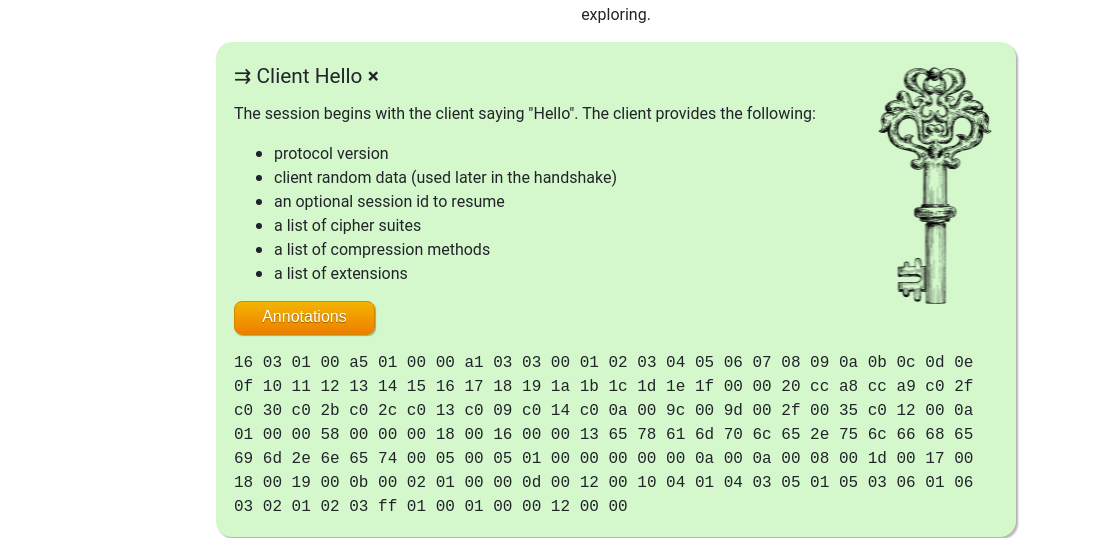 exploring.
⇉ Client Hello ×
The session begins with the client saying "Hello". The client provides the following:
• protocol version
• client random data (used later in the handshake)
• an optional session id to resume
• a list of cipher suites
• a list of compression methods
• a list of extensions
Annotations
16 03 01 00 a5 01 00 00 a1 03 03 00 01 02 03 04 05 06 07 08 09 0a 0b 0c 0d 0e
0f 10 11 12 13 14 15 16 17 18 19 1a 1b 1c 1d 1e 1f 00 00 20 cc a8 cc a9 c0 2f
c0 30 c0 2b c0 2c c0 13 c0 09 c0 14 c0 0a 00 9c 00 9d 00 2f 00 35 c0 12 00 0a
01 00 00 58 00 00 00 18 00 16 00 00 13 65 78 61 6d 70 6c 65 2e 75 6c 66 68 65
69 6d 2e 6e 65 74 00 05 00 05 01 00 00 00 00 00 0a 00 0a 00 08 00 1d 00 17 00
18 00 19 00 0b 00 02 01 00 00 0d 00 12 00 10 04 01 04 03 05 01 05 03 06 01 06
03 02 01 02 03 ff 01 00 01 00 00 12 00 00